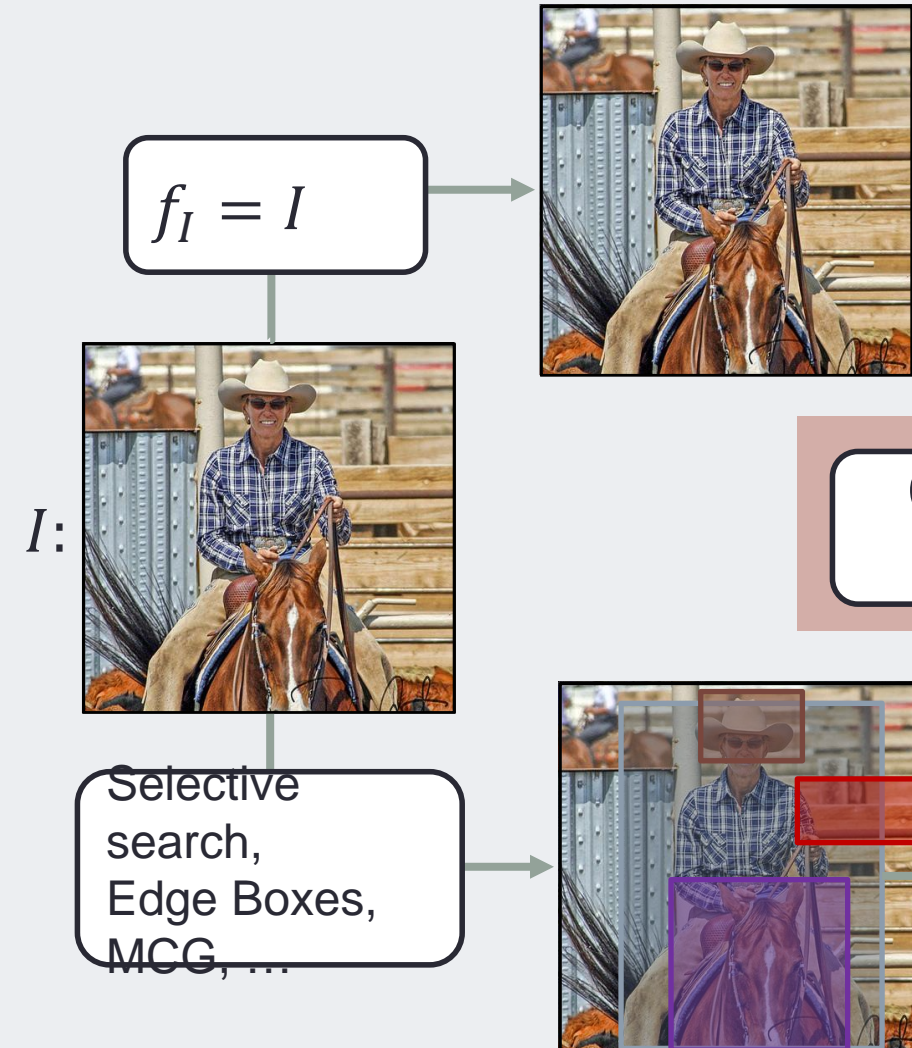 f_I = I
I:
Selective
search,
Edge Boxes,
MCG, …